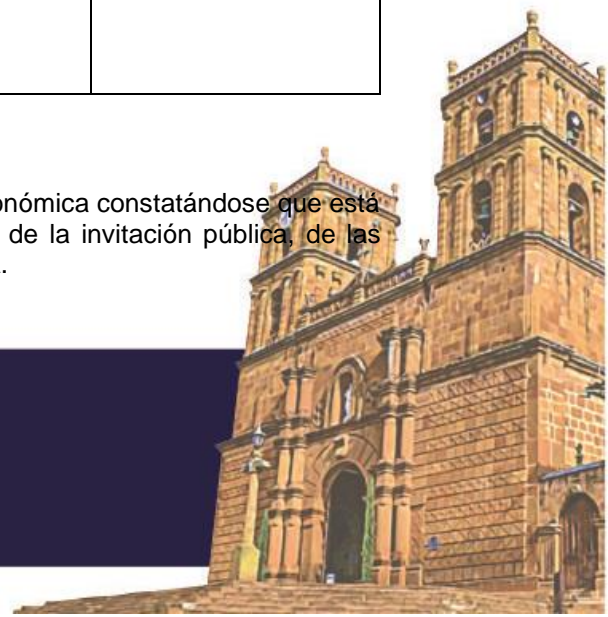 onómica constatándose que está
de la invitación pública, de las
.